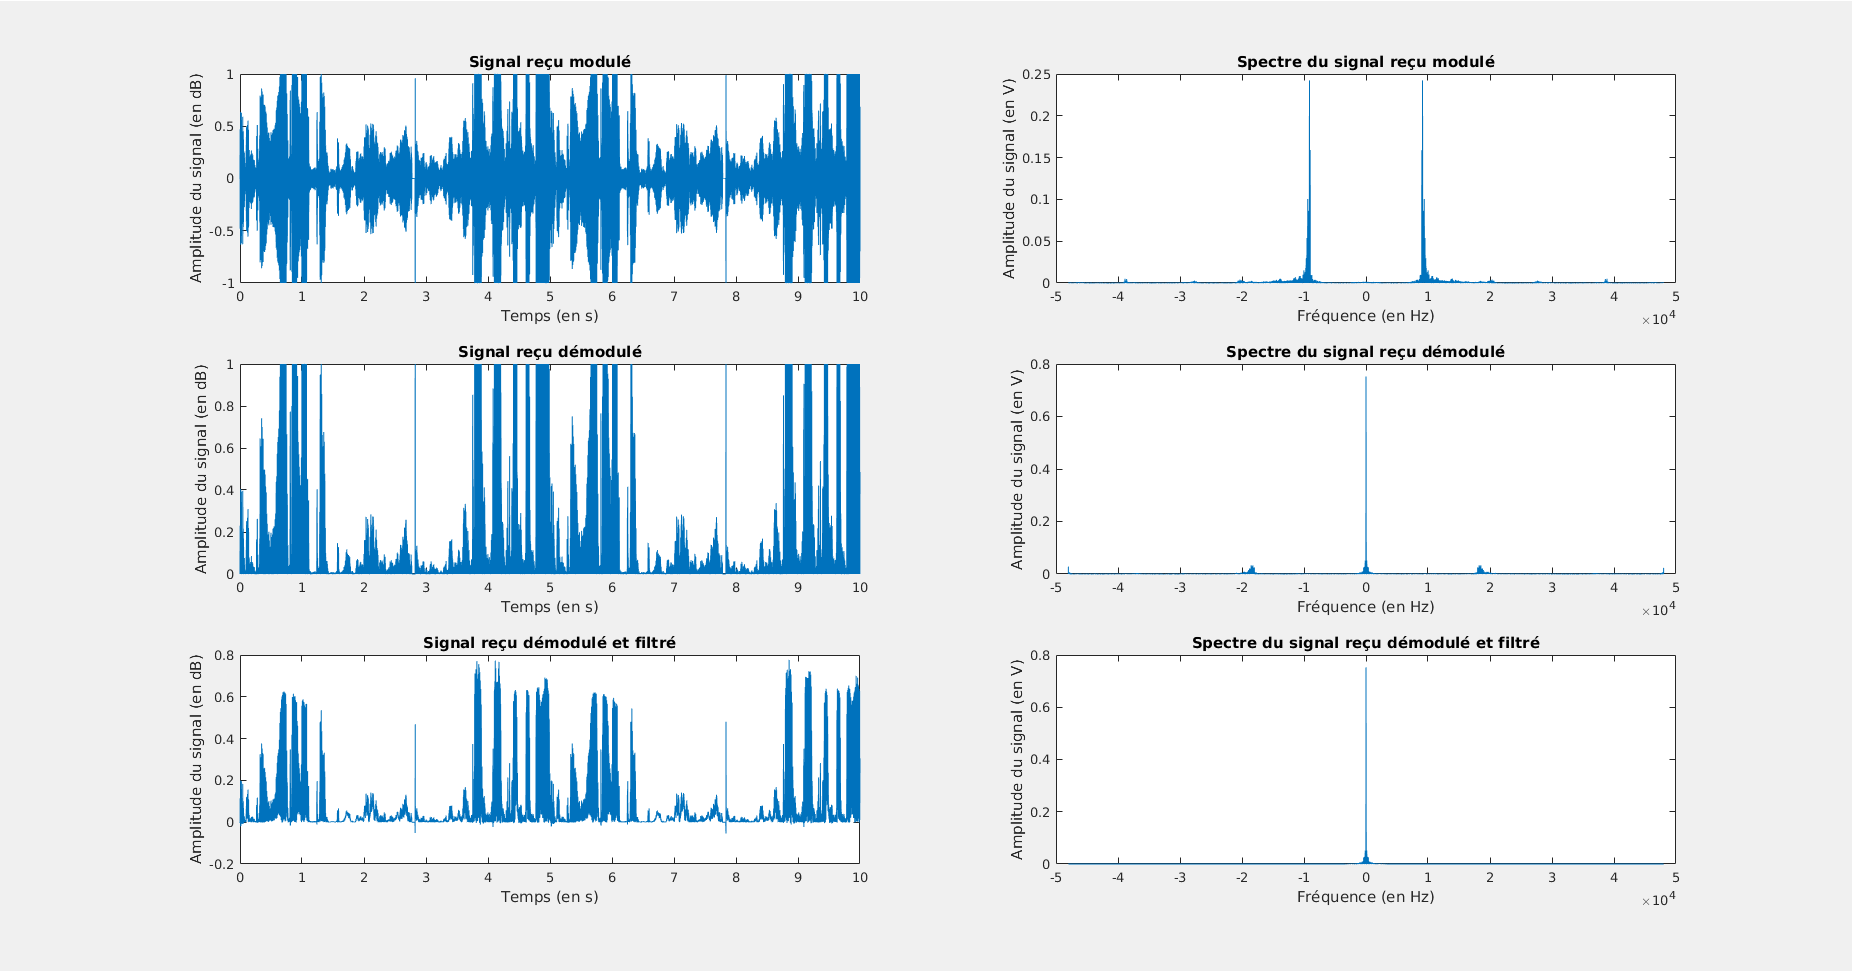 Signal reçu modulé
Amplitude du signal (en dB)
1
0.5
0
-0.5
-1
0 1 2 3 4 5 6 7 8 9 10
Temps (en s)
Spectre du signal reçu modulé
Amplitude du signal (en V)
0.25
0.2
0.15
0.1
0.05
0
-5 -4 -3 -2 -1 0 1 2 3 4 5
Fréquence (en Hz)
×10⁴
Signal reçu démodulé
Amplitude du signal (en dB)
1
0.8
0.6
0.4
0.2
0
0 1 2 3 4 5 6 7 8 9 10
Temps (en s)
Spectre du signal reçu démodulé
Amplitude du signal (en V)
0.8
0.6
0.4
0.2
0
-5 -4 -3 -2 -1 0 1 2 3 4 5
Fréquence (en Hz)
×10⁴
Signal reçu démodulé et filtré
Amplitude du signal (en dB)
0.8
0.6
0.4
0.2
0
-0.2
0 1 2 3 4 5 6 7 8 9 10
Temps (en s)
Spectre du signal reçu démodulé et filtré
Amplitude du signal (en V)
0.8
0.6
0.4
0.2
0
-5 -4 -3 -2 -1 0 1 2 3 4 5
Fréquence (en Hz)
×10⁴